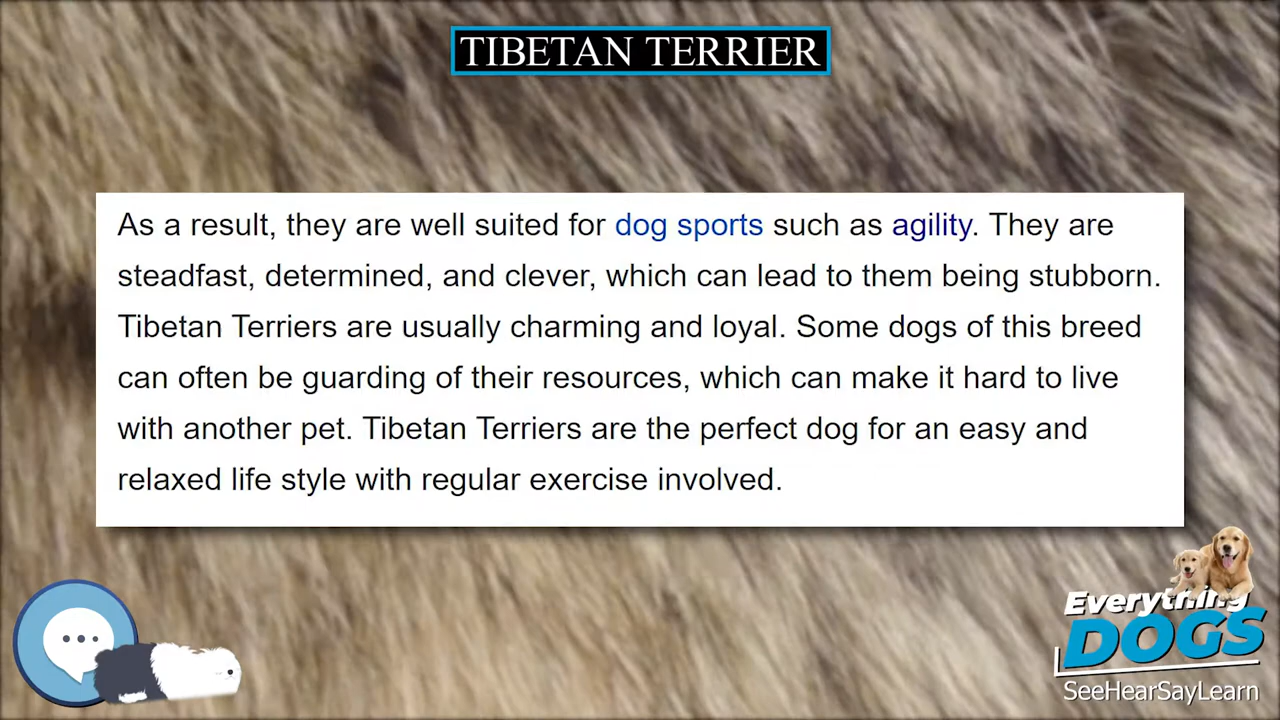 TIBETAN TERRIER
As a result, they are well suited for dog sports such as agility. They are
steadfast, determined, and clever, which can lead to them being stubborn.
Tibetan Terriers are usually charming and loyal. Some dogs of this breed
can often be guarding of their resources, which can make it hard to live
with another pet. Tibetan Terriers are the perfect dog for an easy and
relaxed life style with regular exercise involved.
Everything
DOGS
SeeHearSayLearn